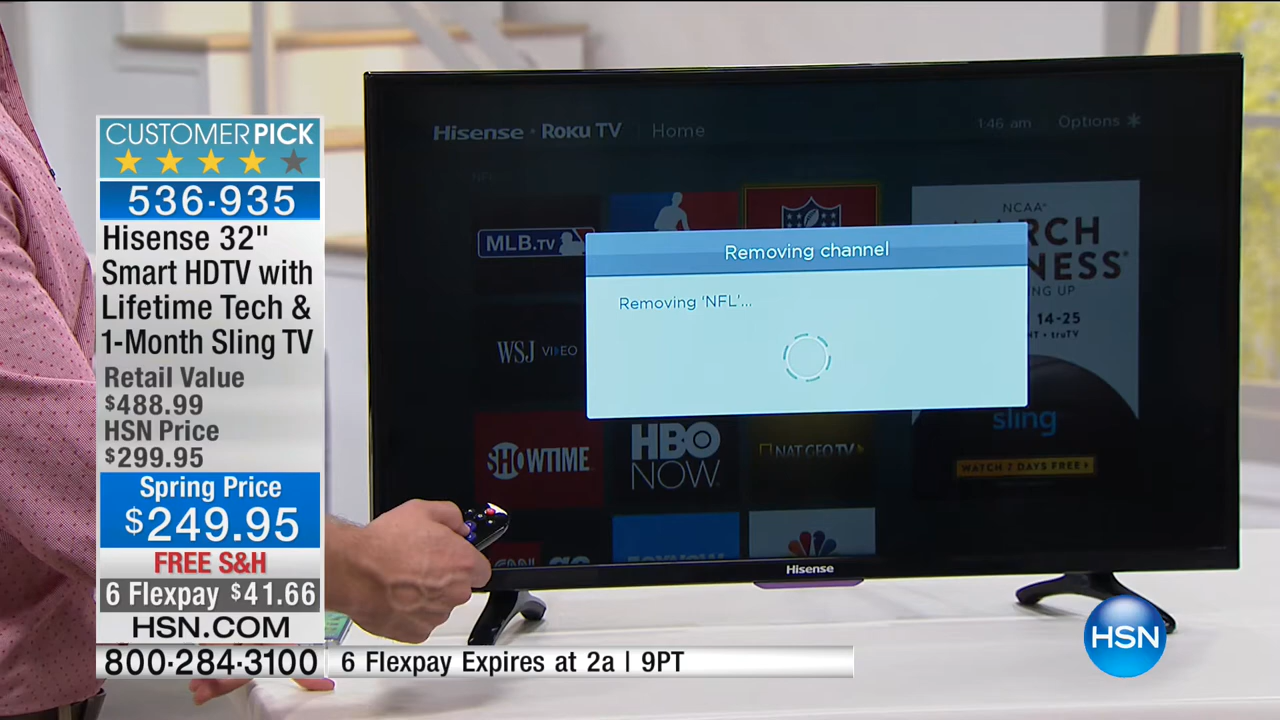 CUSTOMER PICK
536-935
Hisense 32"
Smart HDTV with
Lifetime Tech &
1-Month Sling TV
Retail Value
$488.99
HSN Price
$299.95
Spring Price
$249.95
FREE S&H
6 Flexpay $41.66
HSN.COM
800-284-3100
6 Flexpay Expires at 2a | 9PT
Hisense • Roku TV | Home
1:46 am
Options *
MLB.TV
NFL
Removing channel
Removing 'NFL'...
WSJ VIDEO
SHOWTIME
HBO
NOW
NAT GEO TV
NCAA
RCH
NESS
NG UP
14-25
truTV
sling
WATCH 7 DAYS FREE
Hisense
HSN